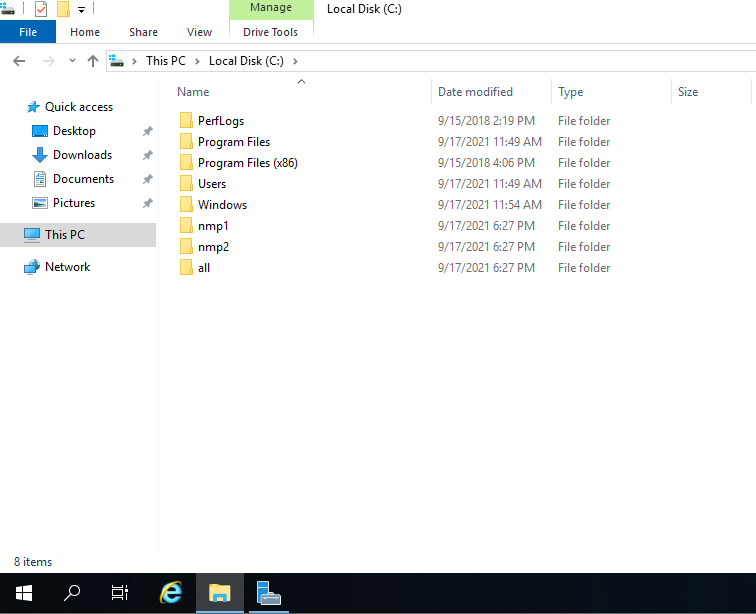 Manage Local Disk (C:)
File Home Share View Drive Tools
This PC Local Disk (C:)
Name Date modified Type Size
Quick access
Desktop
Downloads
Documents
Pictures
This PC
Network
PerfLogs 9/15/2018 2:19 PM File folder
Program Files 9/17/2021 11:49 AM File folder
Program Files (x86) 9/15/2018 4:06 PM File folder
Users 9/17/2021 11:49 AM File folder
Windows 9/17/2021 11:54 AM File folder
nmp1 9/17/2021 6:27 PM File folder
nmp2 9/17/2021 6:27 PM File folder
all 9/17/2021 6:27 PM File folder
8 items